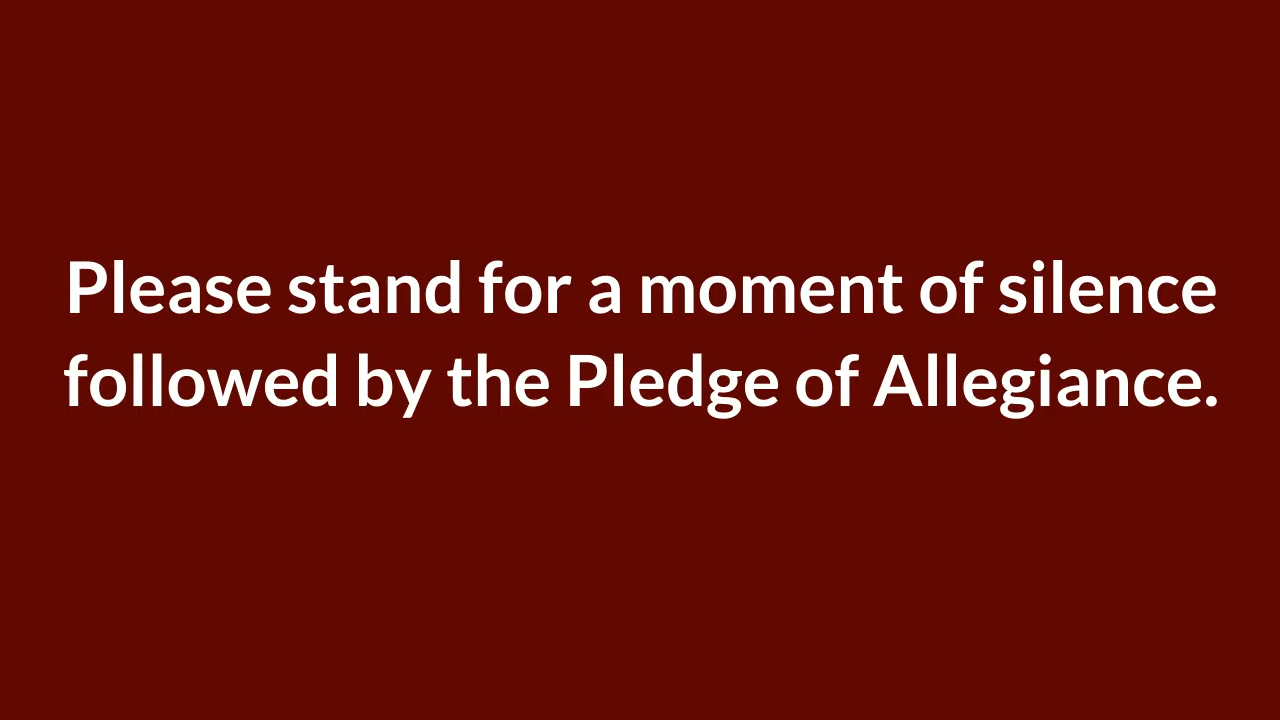 Please stand for a moment of silence
followed by the Pledge of Allegiance.